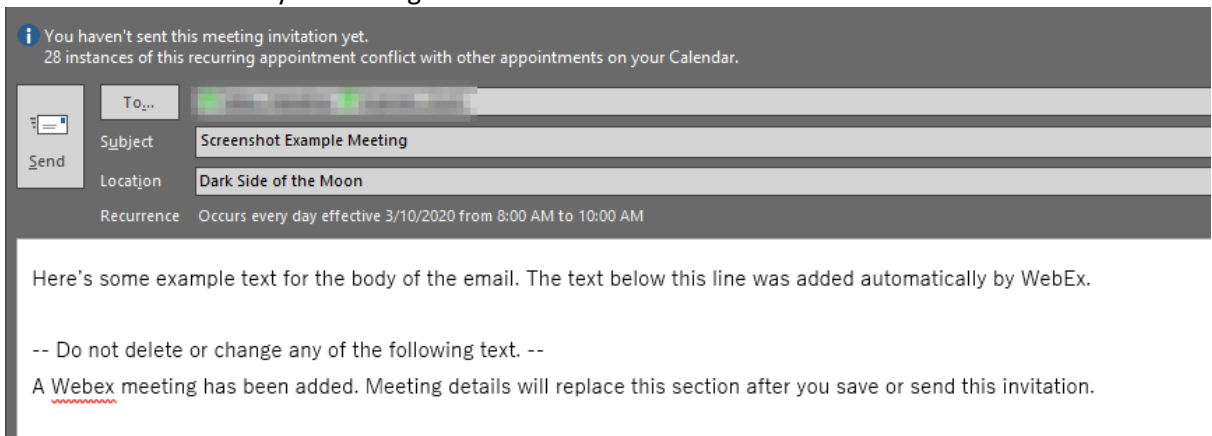 You haven't sent this meeting invitation yet.
28 instances of this recurring appointment conflict with other appointments on your Calendar.
To...
Subject Screenshot Example Meeting
Send
Location Dark Side of the Moon
Recurrence Occurs every day effective 3/10/2020 from 8:00 AM to 10:00 AM
Here's some example text for the body of the email. The text below this line was added automatically by WebEx.
-- Do not delete or change any of the following text. --
A Webex meeting has been added. Meeting details will replace this section after you save or send this invitation.